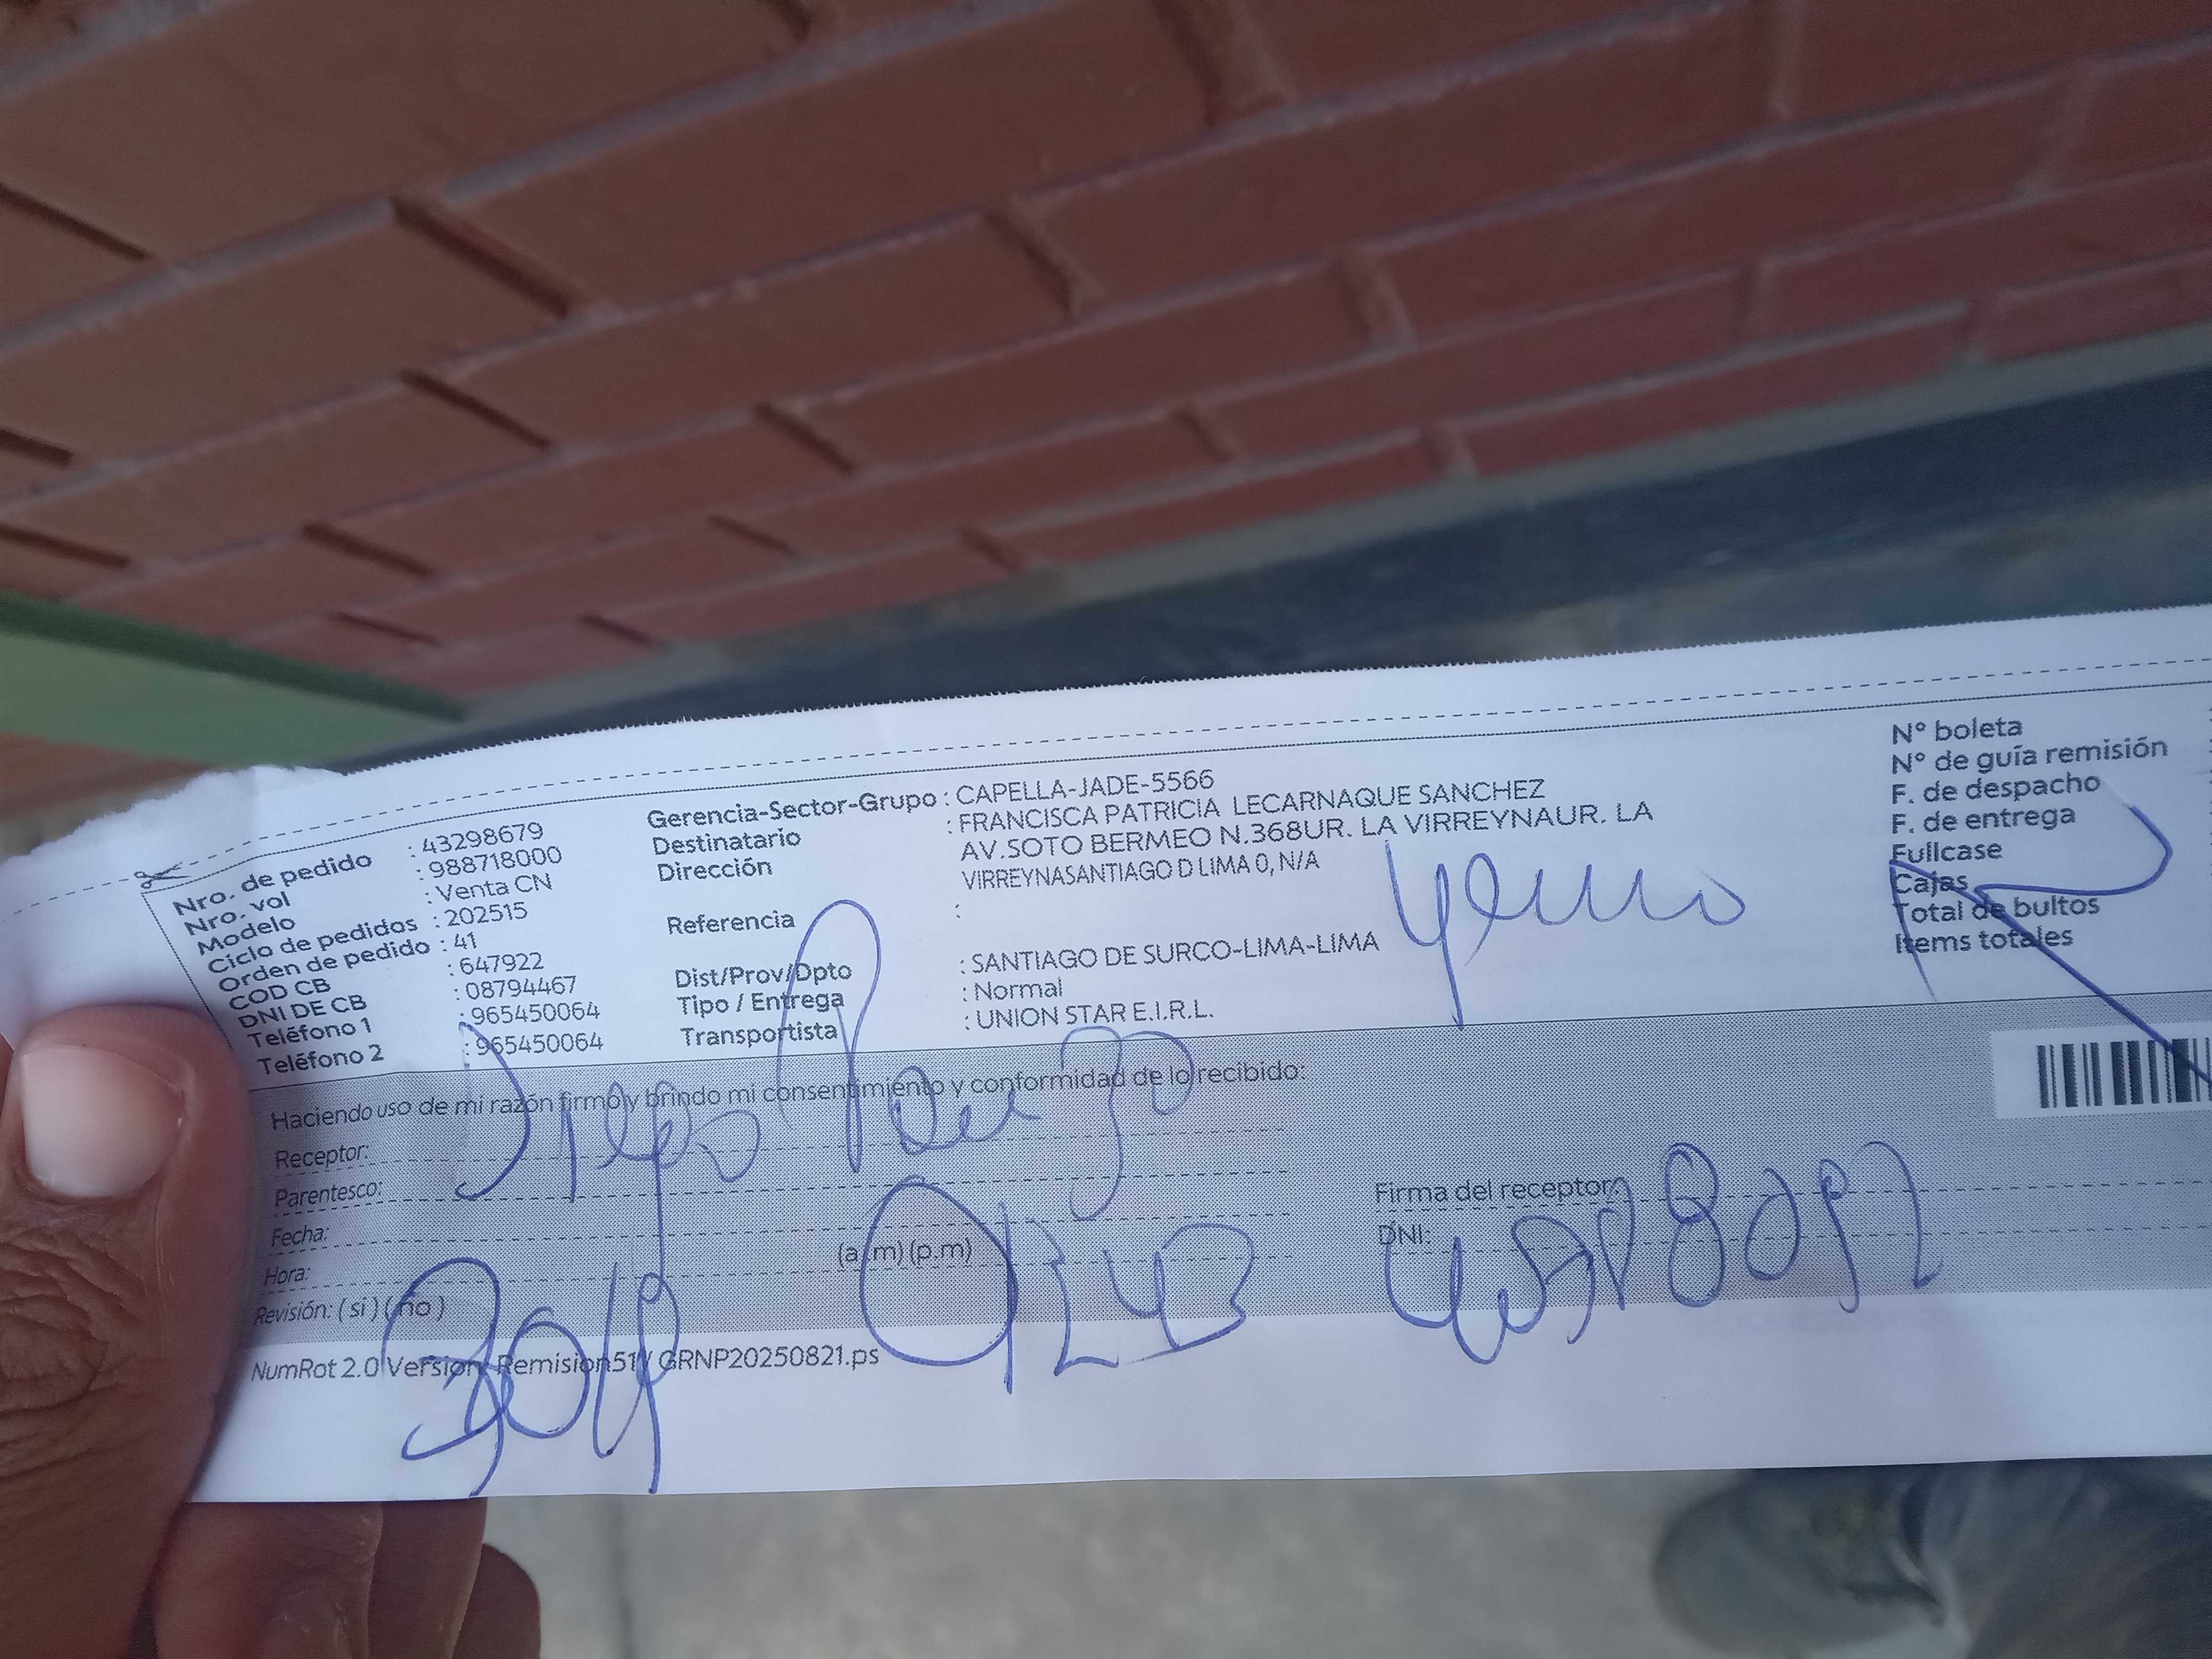 Nro. de pedido : 43298679
Nro. vol : 988718000
Modelo : Venta CN
Ciclo de pedidos : 202515
Orden de pedido : 41
COD CB : 647922
DNI DE CB : 08794467
Teléfono 1 : 965450064
Teléfono 2 : 965450064
Gerencia-Sector-Grupo : CAPELLA-JADE-5566
Destinatario : FRANCISCA PATRICIA LECARNAQUE SANCHEZ
Dirección AV.SOTO BERMEO N.368UR. LA VIRREYNAUR. LA
VIRREYNASANTIAGO D LIMA 0, N/A
Referencia :
Dist/Prov/Dpto : SANTIAGO DE SURCO-LIMA-LIMA
Tipo / Entrega : Normal
Transportista : UNION STAR E.I.R.L.
Yerno
N° boleta
N° de guía remisión
F. de despacho
F. de entrega
Fullcase
Cajas
Total de bultos
Items totales
Haciendo uso de mi razón firmo y brindo mi consentimiento y conformidad de lo recibido:
Receptor: Diego
Parentesco:
Fecha:
Hora: (a.m) (p.m)
Revisión: ( si ) ( no )
Firma del receptor:
DNI:
NumRot 2.0 Version Remision51 / GRNP20250821.ps